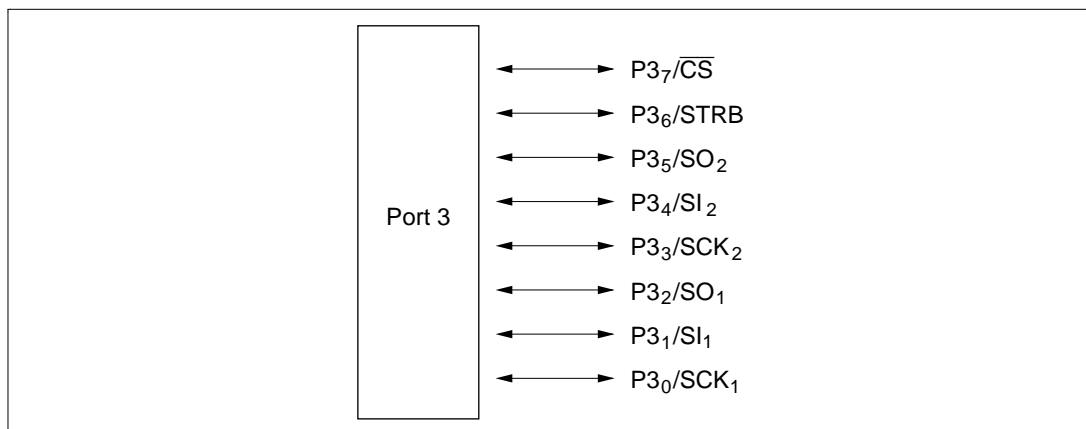 Port 3
P3₇/C̅S̅
P3₆/STRB
P3₅/SO₂
P3₄/SI₂
P3₃/SCK₂
P3₂/SO₁
P3₁/SI₁
P3₀/SCK₁